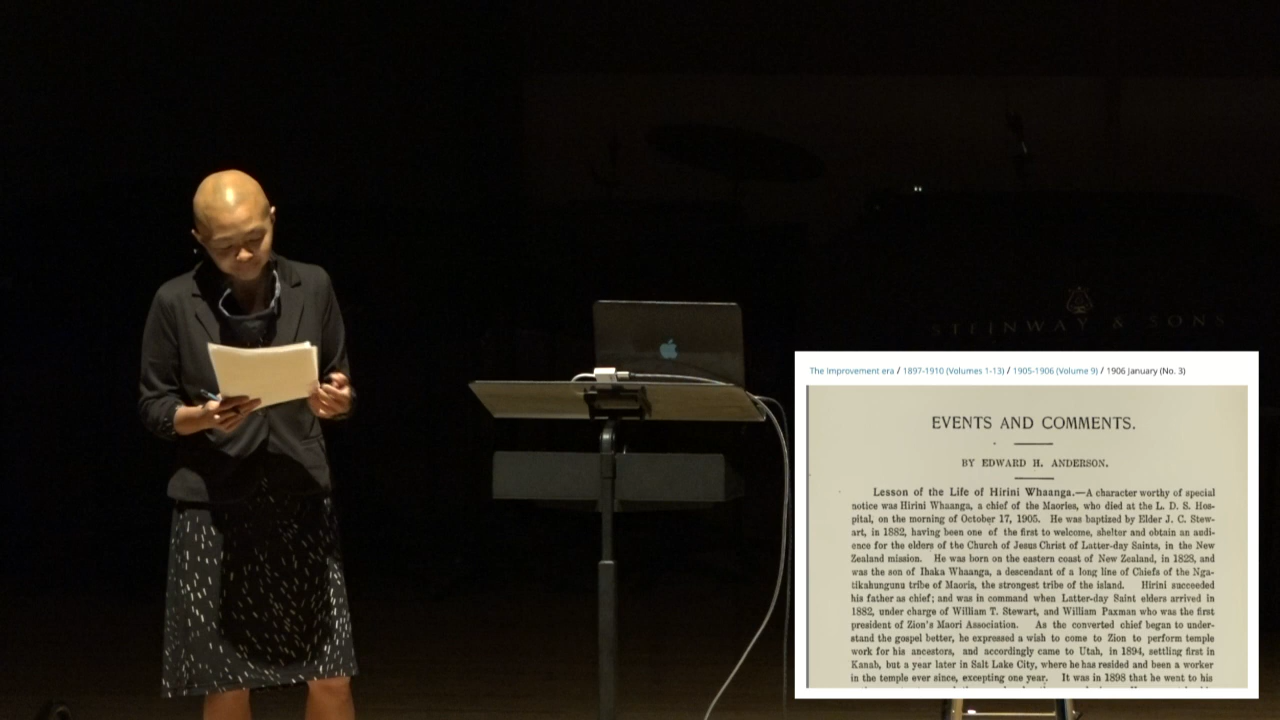 STEINWAY & SONS
The Improvement era / 1897-1910 (Volumes 1-13) / 1905-1906 (Volume 9) / 1906 January (No. 3)
EVENTS AND COMMENTS.
BY EDWARD H. ANDERSON.
Lesson of the Life of Hirini Whaanga.—A character worthy of special
notice was Hirini Whaanga, a chief of the Maories, who died at the L. D. S. Hos-
pital, on the morning of October 17, 1905. He was baptized by Elder J. C. Stew-
art, in 1882, having been one of the first to welcome, shelter and obtain an audi-
ence for the elders of the Church of Jesus Christ of Latter-day Saints, in the New
Zealand mission. He was born on the eastern coast of New Zealand, in 1828, and
was the son of Ihaka Whaanga, a descendant of a long line of Chiefs of the Nga-
tikahungunu tribe of Maoris, the strongest tribe of the island. Hirini succeeded
his father as chief; and was in command when Latter-day Saint elders arrived in
1882, under charge of William T. Stewart, and William Paxman who was the first
president of Zion's Maori Association. As the converted chief began to under-
stand the gospel better, he expressed a wish to come to Zion to perform temple
work for his ancestors, and accordingly came to Utah, in 1894, settling first in
Kanab, but a year later in Salt Lake City, where he has resided and been a worker
in the temple ever since, excepting one year. It was in 1898 that he went to his